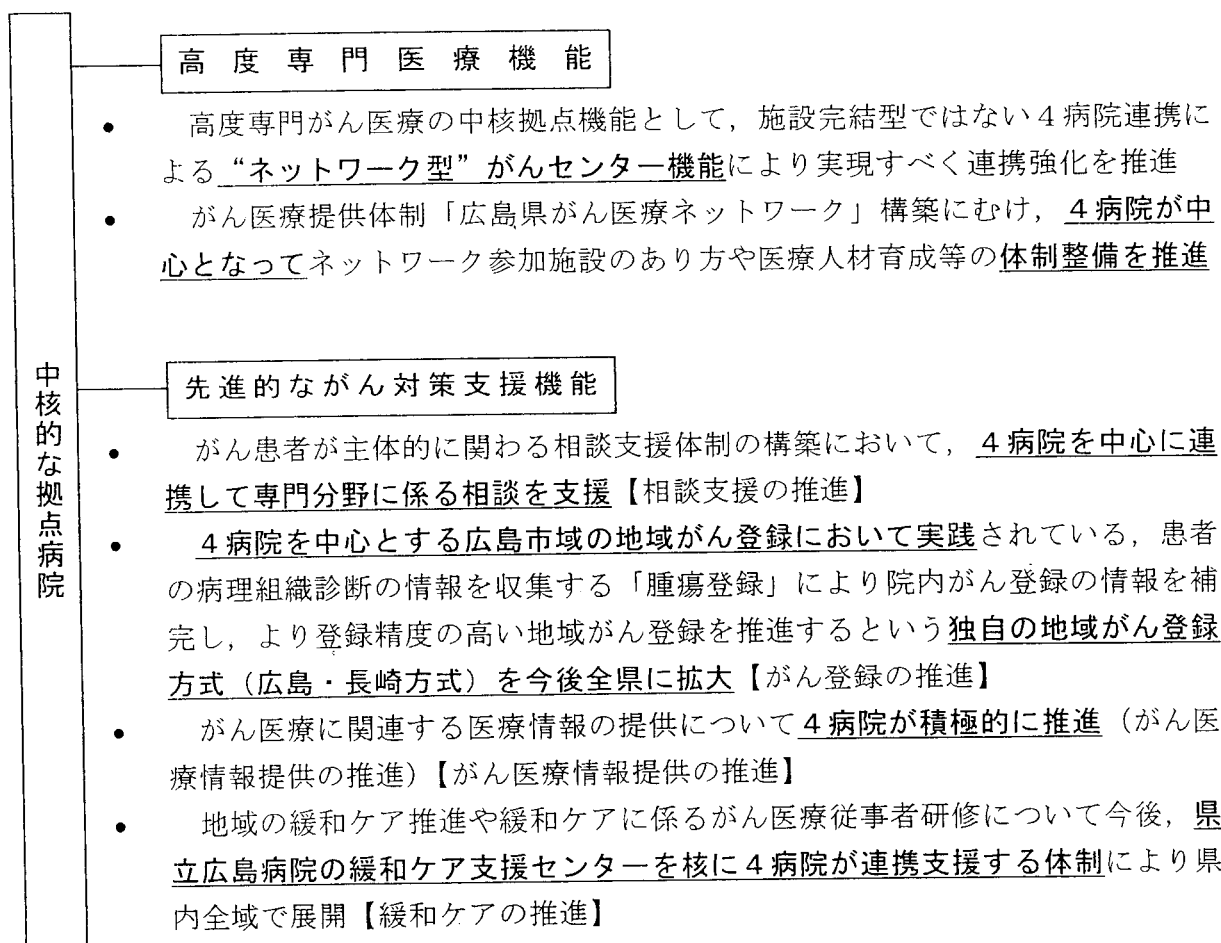 中核的な拠点病院
高度専門医療機能
• 高度専門がん医療の中核拠点機能として，施設完結型ではない４病院連携に
よる“ネットワーク型”がんセンター機能により実現すべく連携強化を推進
• がん医療提供体制「広島県がん医療ネットワーク」構築にむけ，４病院が中
心となってネットワーク参加施設のあり方や医療人材育成等の体制整備を推進
先進的ながん対策支援機能
• がん患者が主体的に関わる相談支援体制の構築において，４病院を中心に連
携して専門分野に係る相談を支援【相談支援の推進】
• ４病院を中心とする広島市域の地域がん登録において実践されている，患者
の病理組織診断の情報を収集する「腫瘍登録」により院内がん登録の情報を補
完し，より登録精度の高い地域がん登録を推進するという独自の地域がん登録
方式（広島・長崎方式）を今後全県に拡大【がん登録の推進】
• がん医療に関連する医療情報の提供について４病院が積極的に推進（がん医
療情報提供の推進）【がん医療情報提供の推進】
• 地域の緩和ケア推進や緩和ケアに係るがん医療従事者研修について今後，県
立広島病院の緩和ケア支援センターを核に４病院が連携支援する体制により県
内全域で展開【緩和ケアの推進】